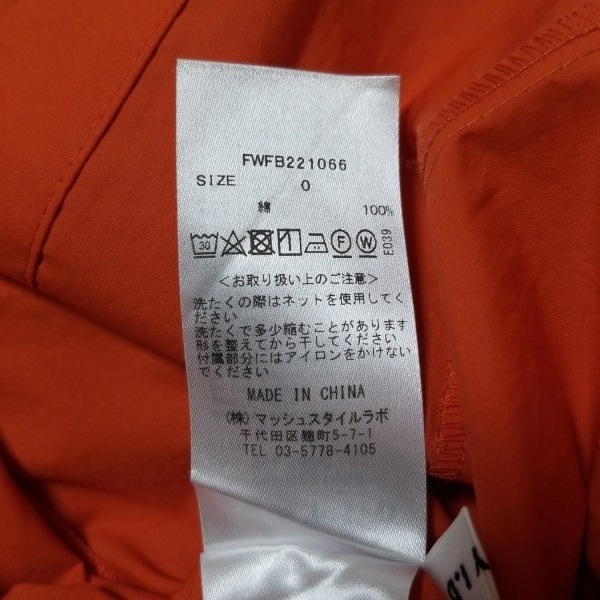 FWFB221066
SIZE 0
綿 100%
30 F W E039
<お取り扱い上のご注意>
洗たくの際はネットを使用してく
ださい
洗たくで多少縮むことがあります
形を整えてから干してください
付属部分にはアイロンをかけない
でください
MADE IN CHINA
(株)マッシュスタイルラボ
千代田区麹町5-7-1
TEL 03-5778-4105